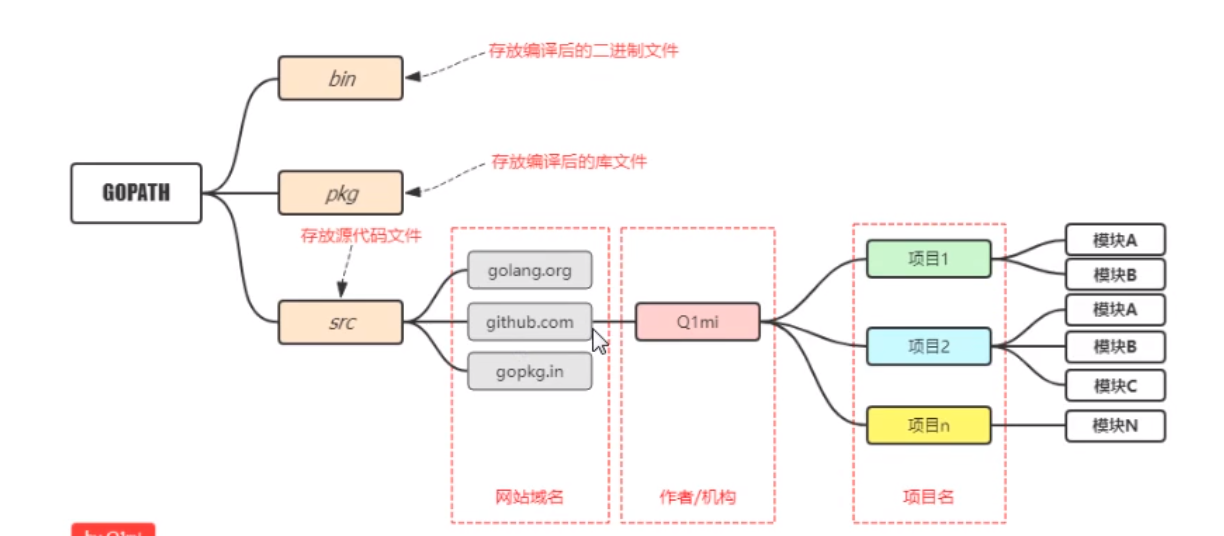 存放编译后的二进制文件
bin
存放编译后的库文件
GOPATH
pkg
存放源代码文件
src
golang.org
github.com
gopkg.in
网站域名
Q1mi
作者/机构
项目1
项目2
项目n
项目名
模块A
模块B
模块A
模块B
模块C
模块N
by Q1mi